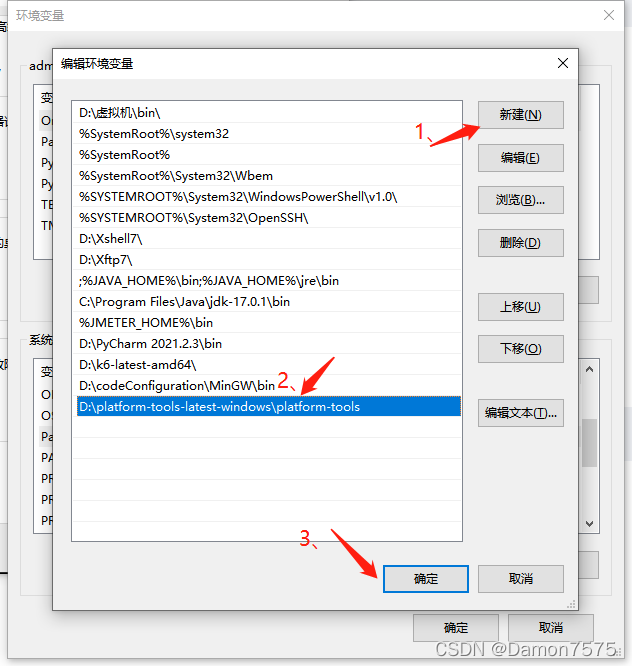 环境变量
编辑环境变量
adm
D:\虚拟机\bin\
%SystemRoot%\system32
%SystemRoot%
%SystemRoot%\System32\Wbem
%SYSTEMROOT%\System32\WindowsPowerShell\v1.0\
%SYSTEMROOT%\System32\OpenSSH\
D:\Xshell7\
D:\Xftp7\
;%JAVA_HOME%\bin;%JAVA_HOME%\jre\bin
C:\Program Files\Java\jdk-17.0.1\bin
%JMETER_HOME%\bin
D:\PyCharm 2021.2.3\bin
D:\k6-latest-amd64\
D:\codeConfiguration\MinGW\bin
D:\platform-tools-latest-windows\platform-tools
1、
2、
3、
新建(N)
编辑(E)
浏览(B)...
删除(D)
上移(U)
下移(O)
编辑文本(T)...
确定
取消
变
Pa
Py
Py
TE
系统
变
Pa
PA
PR
PR
PR
确定
取消
CSDN @Damon7575